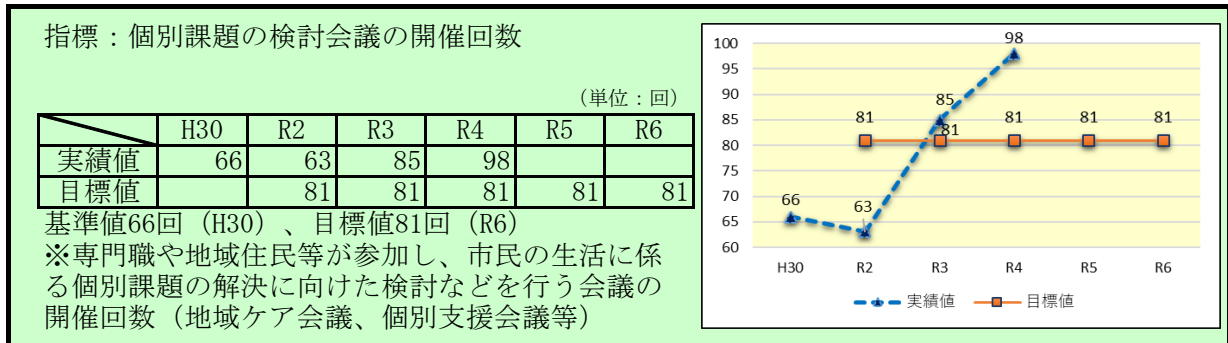 指標：個別課題の検討会議の開催回数
（単位：回）
H30 R2 R3 R4 R5 R6
実績値 66 63 85 98
目標値 81 81 81 81 81
基準値66回（H30）、目標値81回（R6）
※専門職や地域住民等が参加し、市民の生活に係
る個別課題の解決に向けた検討などを行う会議の
開催回数（地域ケア会議、個別支援会議等）
100
95
90
85
80
75
70
65
60
66
63
85
98
81
81
81
81
81
H30 R2 R3 R4 R5 R6
実績値 目標値